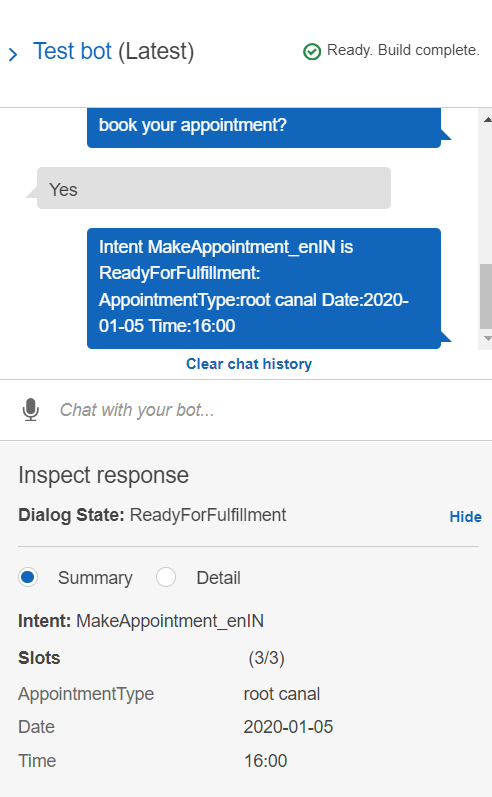 Test bot (Latest)
Ready. Build complete.
book your appointment?
Yes
Intent MakeAppointment_enIN is
ReadyForFulfillment:
AppointmentType:root canal Date:2020-
01-05 Time:16:00
Clear chat history
Chat with your bot...
Inspect response
Dialog State: ReadyForFulfillment
Hide
Summary Detail
Intent: MakeAppointment_enIN
Slots (3/3)
AppointmentType root canal
Date 2020-01-05
Time 16:00